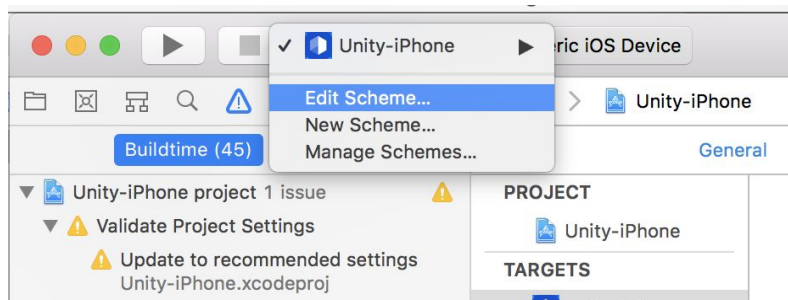 Unity-iPhone
ric iOS Device
Edit Scheme...
New Scheme...
Manage Schemes...
Unity-iPhone
Buildtime (45)
General
Unity-iPhone project 1 issue
Validate Project Settings
Update to recommended settings
Unity-iPhone.xcodeproj
PROJECT
Unity-iPhone
TARGETS